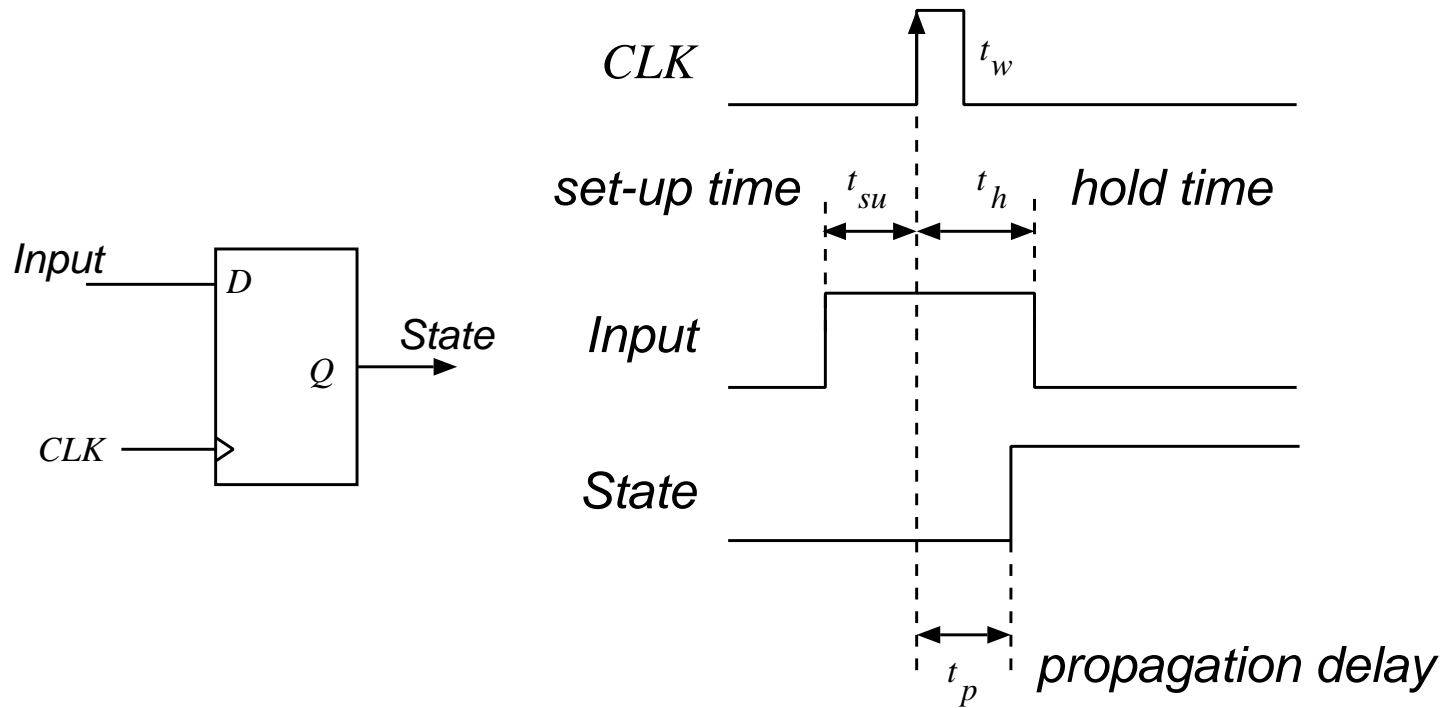 CLK
t_w
set-up time
t_su
t_h
hold time
Input
D
Q
State
CLK
Input
State
t_p
propagation delay